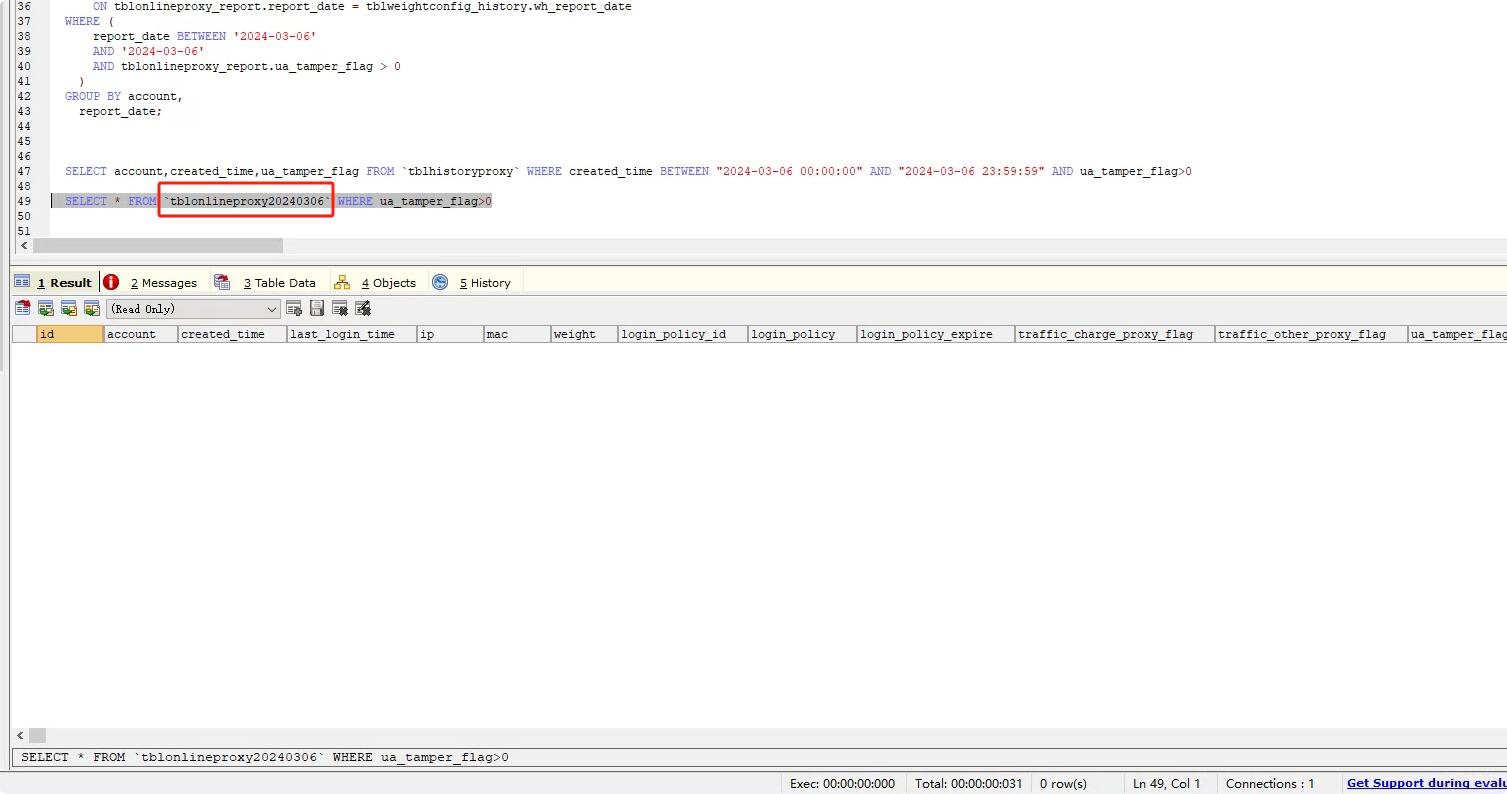 36 ON tblonlineproxy_report.report_date = tblweightconfig_history.wh_report_date
37 WHERE (
38 report_date BETWEEN '2024-03-06'
39 AND '2024-03-06'
40 AND tblonlineproxy_report.ua_tamper_flag > 0
41 )
42 GROUP BY account,
43 report_date;
44
45
46
47 SELECT account,created_time,ua_tamper_flag FROM `tblhistoryproxy` WHERE created_time BETWEEN "2024-03-06 00:00:00" AND "2024-03-06 23:59:59" AND ua_tamper_flag>0
48
49 SELECT * FROM `tblonlineproxy20240306` WHERE ua_tamper_flag>0
50
51
1 Result 2 Messages 3 Table Data 4 Objects 5 History
(Read Only)
id account created_time last_login_time ip mac weight login_policy_id login_policy login_policy_expire traffic_charge_proxy_flag traffic_other_proxy_flag ua_tamper_flag
SELECT * FROM `tblonlineproxy20240306` WHERE ua_tamper_flag>0
Exec: 00:00:00:000 Total: 00:00:00:031 0 row(s) Ln 49, Col 1 Connections : 1 Get Support during evalu